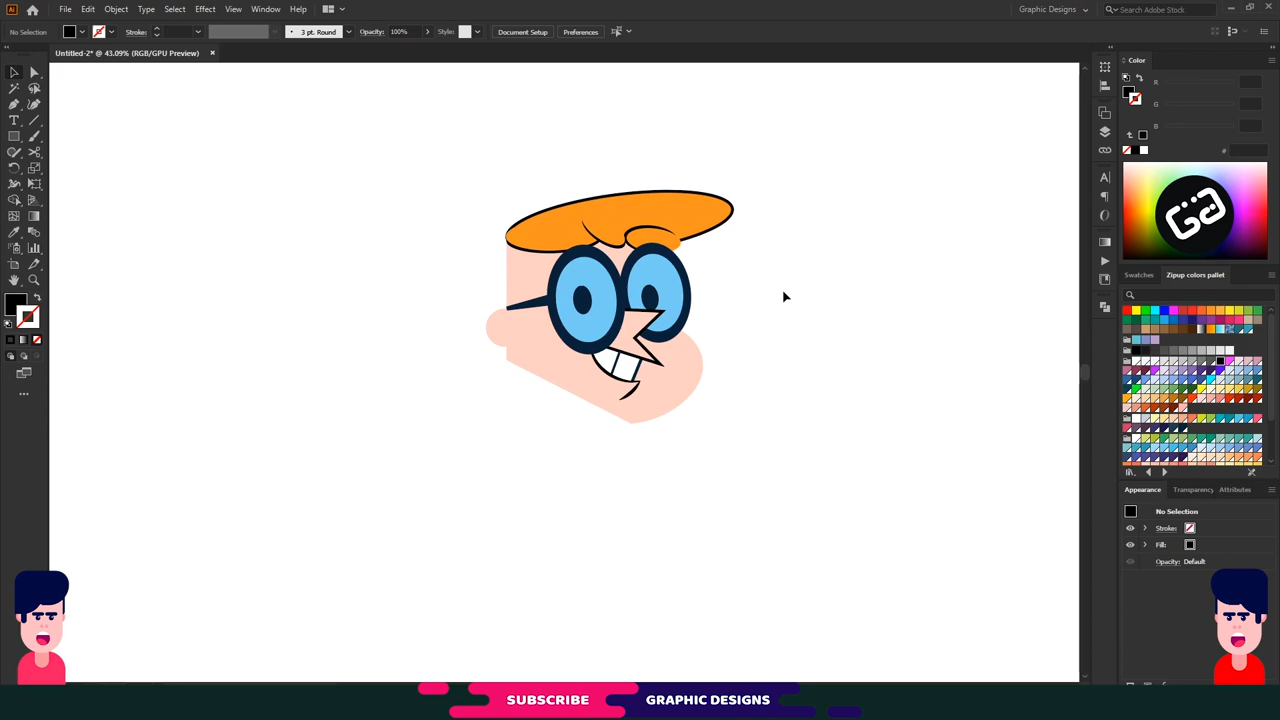 Ai File Edit Object Type Select Effect View Window Help Graphic Designs Search Adobe Stock
No Selection Stroke: 3 pt. Round Opacity: 100% Style: Document Setup Preferences
Untitled-2* @ 43.09% (RGB/GPU Preview) ×
Color
R
G
B
#
Swatches Zipup colors pallet
Appearance Transparency Attributes
No Selection
Stroke:
Fill:
Opacity: Default
SUBSCRIBE GRAPHIC DESIGNS